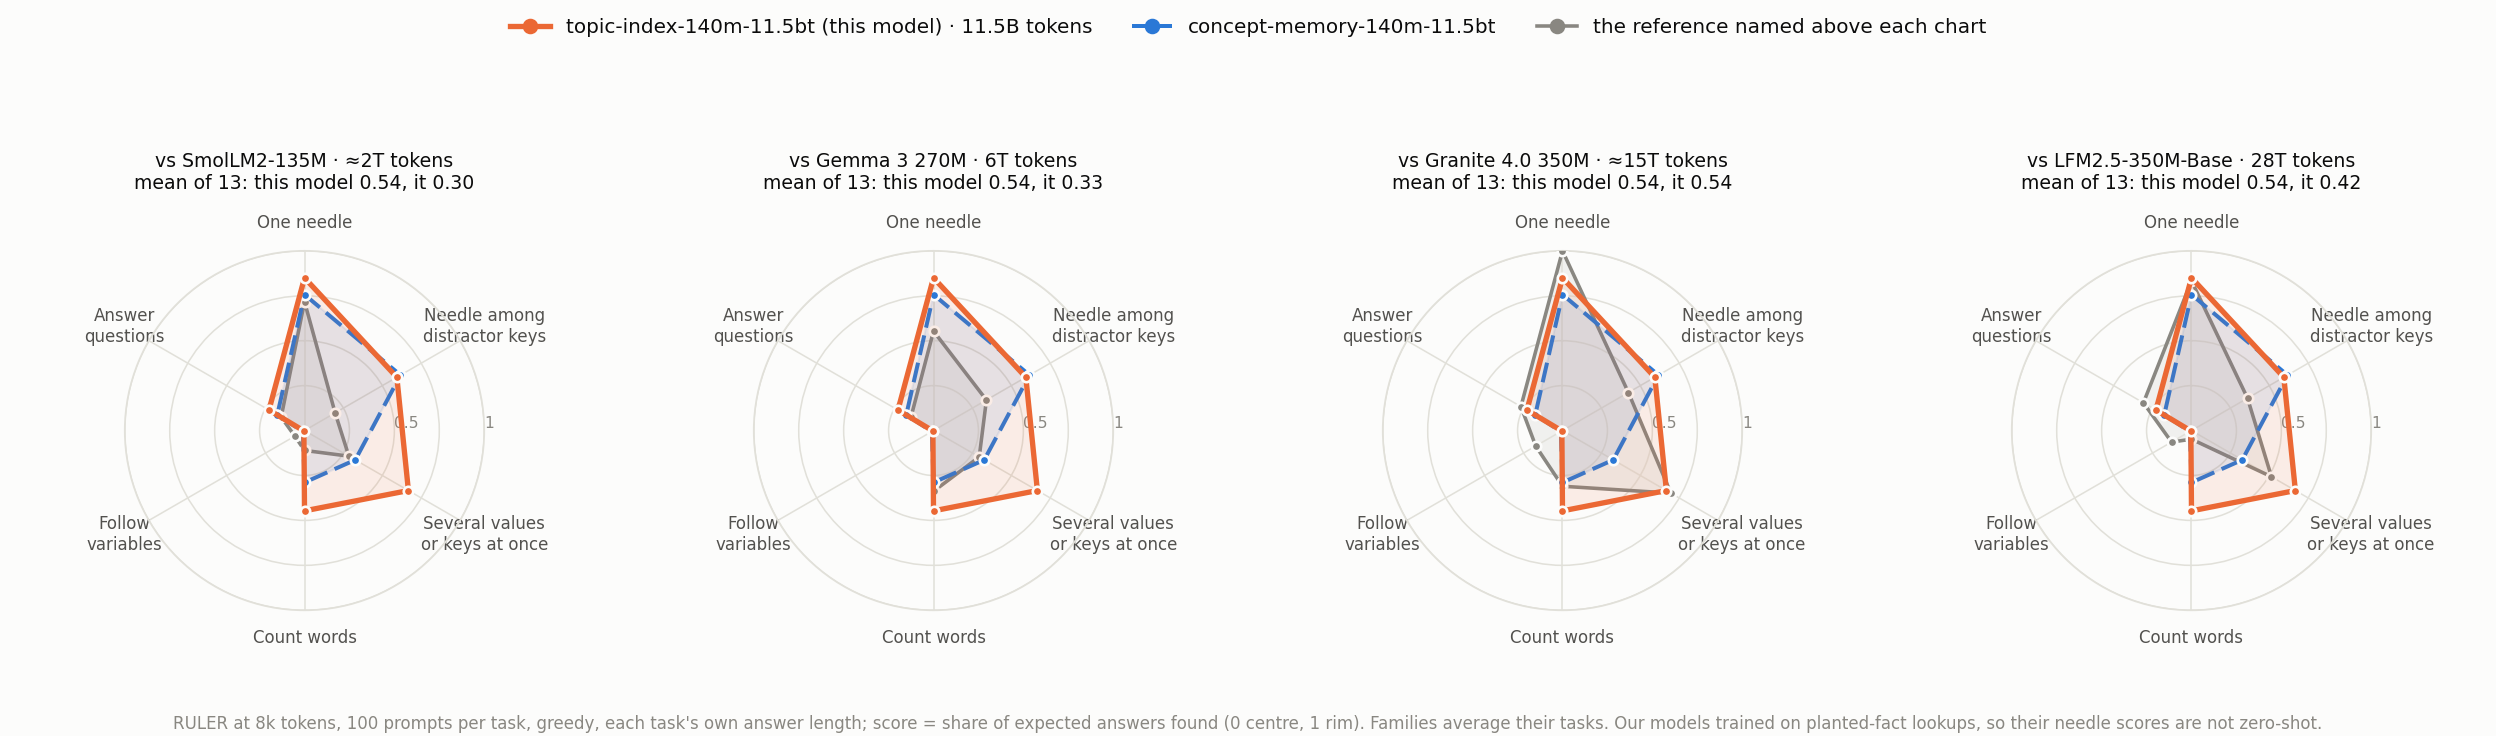 topic-index-140m-11.5bt (this model) · 11.5B tokens
concept-memory-140m-11.5bt
the reference named above each chart
vs SmolLM2-135M · ≈2T tokens
mean of 13: this model 0.54, it 0.30
One needle
Answer
questions
Needle among
distractor keys
0.5
1
Follow
variables
Several values
or keys at once
Count words
vs Gemma 3 270M · 6T tokens
mean of 13: this model 0.54, it 0.33
One needle
Answer
questions
Needle among
distractor keys
0.5
1
Follow
variables
Several values
or keys at once
Count words
vs Granite 4.0 350M · ≈15T tokens
mean of 13: this model 0.54, it 0.54
One needle
Answer
questions
Needle among
distractor keys
0.5
1
Follow
variables
Several values
or keys at once
Count words
vs LFM2.5-350M-Base · 28T tokens
mean of 13: this model 0.54, it 0.42
One needle
Answer
questions
Needle among
distractor keys
0.5
1
Follow
variables
Several values
or keys at once
Count words
RULER at 8k tokens, 100 prompts per task, greedy, each task's own answer length; score = share of expected answers found (0 centre, 1 rim). Families average their tasks. Our models trained on planted-fact lookups, so their needle scores are not zero-shot.